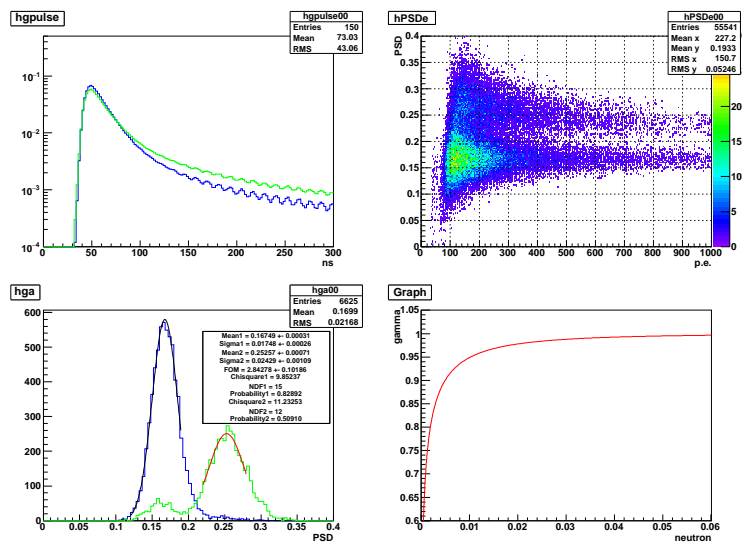 hgpulse
hgpulse00
Entries 150
Mean 73.03
RMS 43.06
10⁻¹
10⁻²
10⁻³
10⁻⁴
0 50 100 150 200 250 300
ns
hPSDe
hPSDe00
Entries 55541
Mean x 227.2
Mean y 0.1933
RMS x 150.7
RMS y 0.05246
PSD
0.4
0.35
0.3
0.25
0.2
0.15
0.1
0.05
0
0 100 200 300 400 500 600 700 800 900 1000
p.e.
20
15
10
5
0
hga
hga00
Entries 6625
Mean 0.1699
RMS 0.02168
Mean1 = 0.16749 +- 0.00031
Sigma1 = 0.01748 +- 0.00026
Mean2 = 0.25257 +- 0.00071
Sigma2 = 0.02429 +- 0.00109
FOM = 2.84278 +- 0.10186
Chisquare1 = 9.85237
NDF1 = 15
Probability1 = 0.82892
Chisquare2 = 11.23253
NDF2 = 12
Probability2 = 0.50910
600
500
400
300
200
100
0
0 0.05 0.1 0.15 0.2 0.25 0.3 0.35 0.4
PSD
Graph
gamma
1.05
1
0.95
0.9
0.85
0.8
0.75
0.7
0.65
0.6
0 0.01 0.02 0.03 0.04 0.05 0.06
neutron